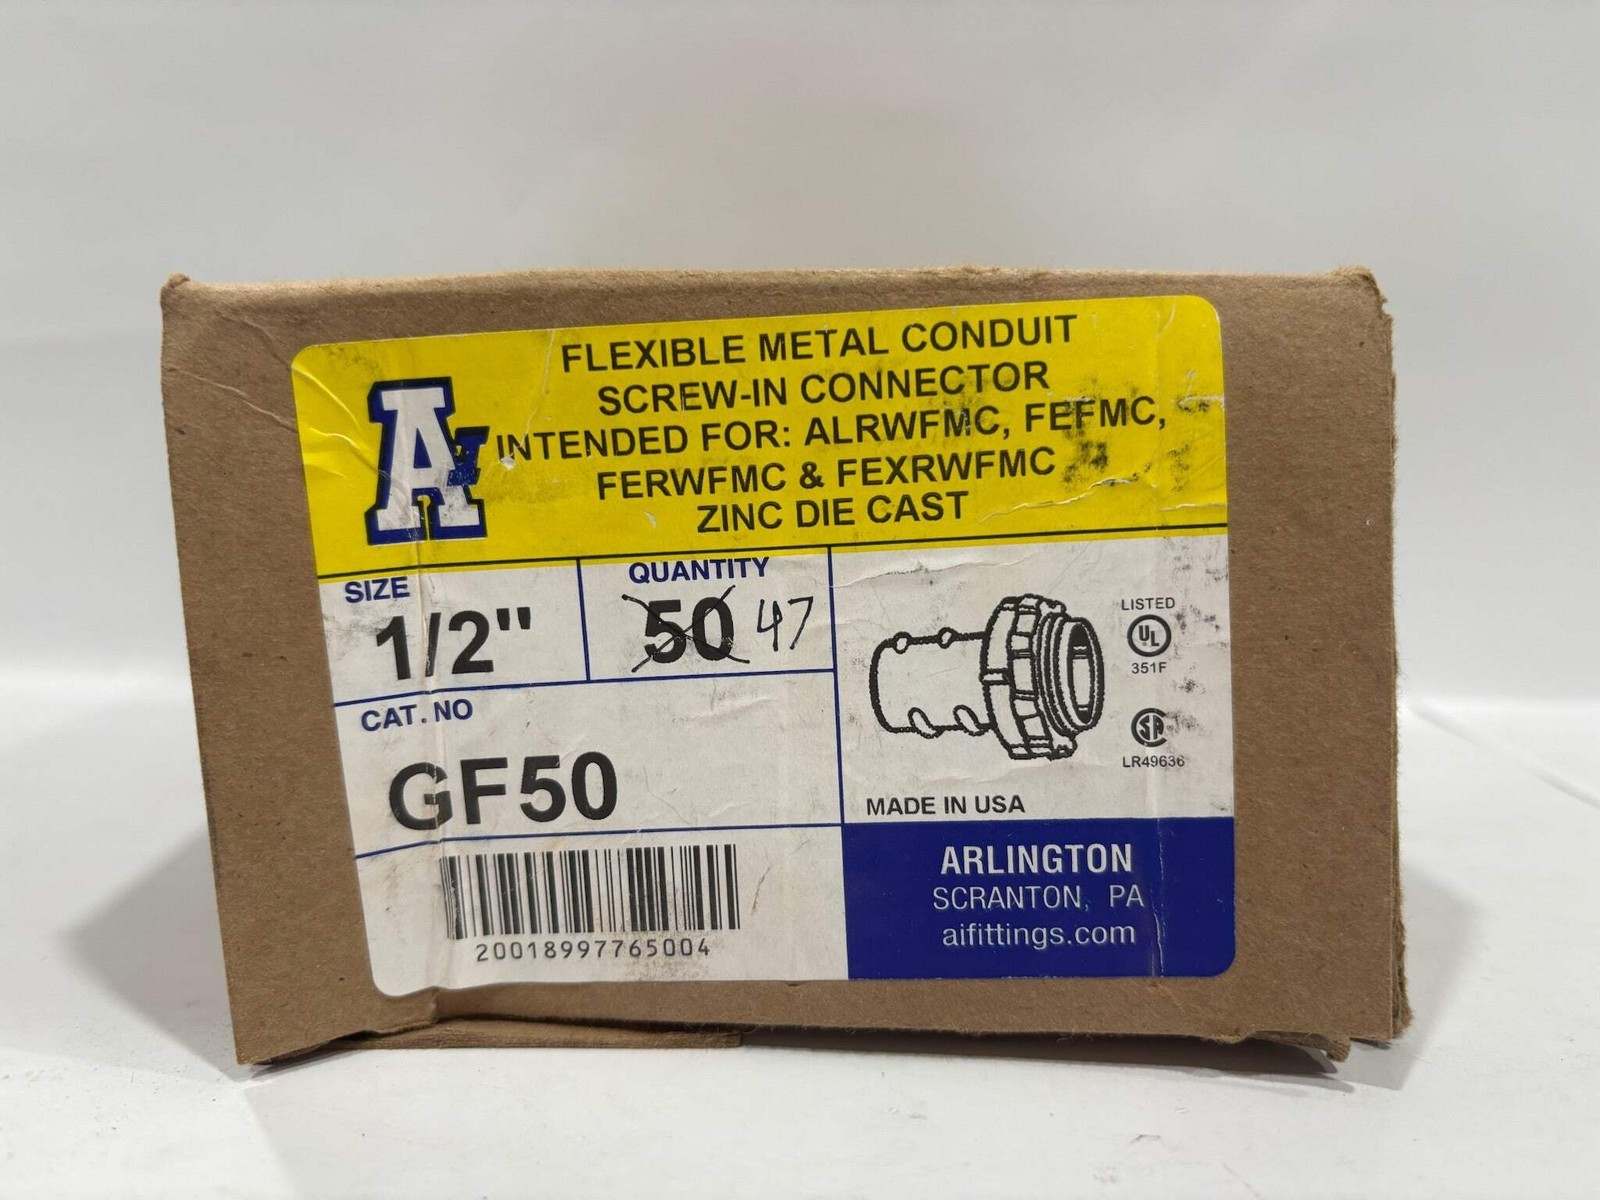 FLEXIBLE METAL CONDUIT
SCREW-IN CONNECTOR
INTENDED FOR: ALRWFMC, FEFMC,
FERWFMC & FEXRWFMC
ZINC DIE CAST
A
SIZE
1/2"
QUANTITY
50 47
CAT. NO
GF50
LISTED
UL
351F
SA
LR49636
MADE IN USA
20018997765004
ARLINGTON
SCRANTON, PA
aifittings.com